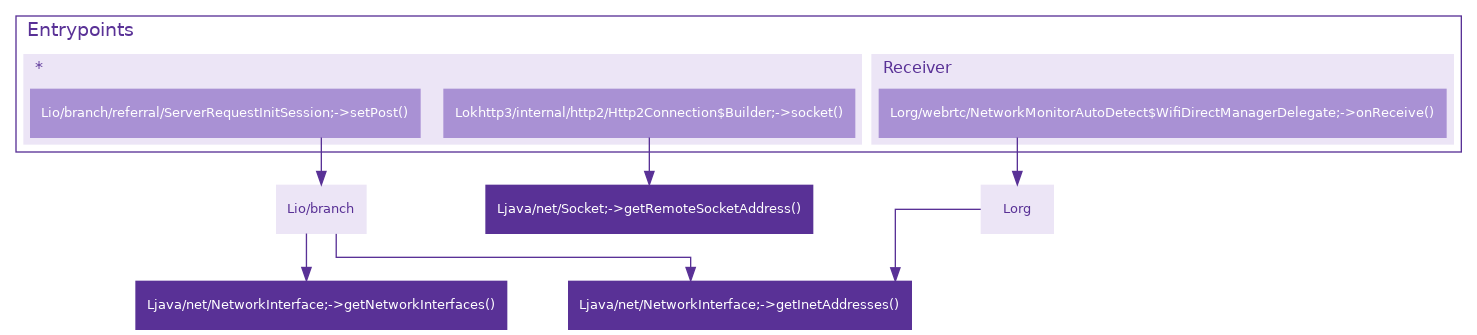 Entrypoints
*
Receiver
Lio/branch/referral/ServerRequestInitSession;->setPost()
Lokhttp3/internal/http2/Http2Connection$Builder;->socket()
Lorg/webrtc/NetworkMonitorAutoDetect$WifiDirectManagerDelegate;->onReceive()
Lio/branch
Ljava/net/Socket;->getRemoteSocketAddress()
Lorg
Ljava/net/NetworkInterface;->getNetworkInterfaces()
Ljava/net/NetworkInterface;->getInetAddresses()